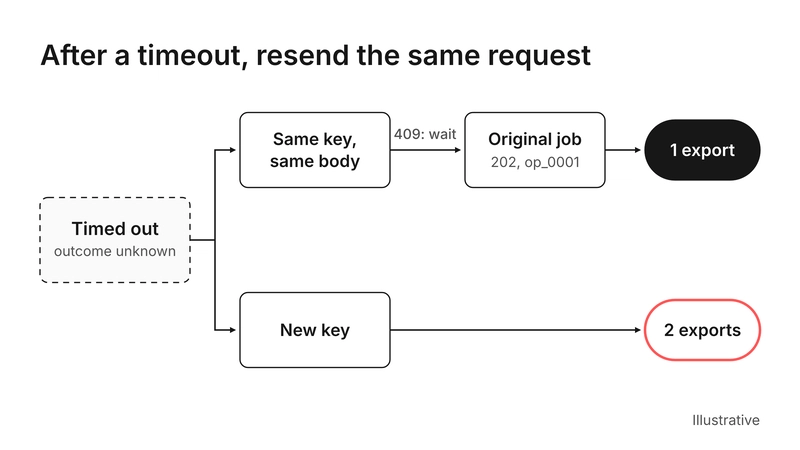 After a timeout, resend the same request
Same key,
same body
409: wait
Original job
202, op_0001
1 export
Timed out
outcome unknown
New key
2 exports
Illustrative